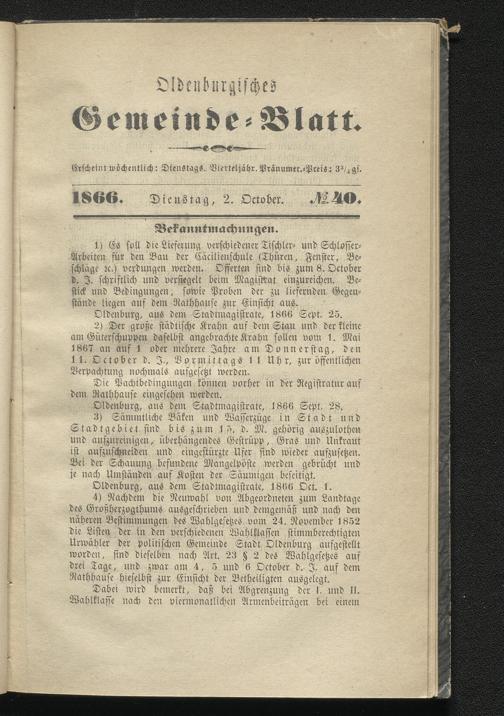 Oldenburgisches
Gemeinde-Blatt.
Erscheint wöchentlich: Dienstags. Vierteljähr. Pränumer.-Preis: 3¾ gr.
1866. Dienstag, 2. October. № 40.
Bekanntmachungen.
1) Es soll die Lieferung verschiedener Tischler- und Schlosser-
Arbeiten für den Bau der Cäcilienschule (Thüren, Fenster, Be-
schläge ꝛc.) verdungen werden. Offerten sind bis zum 8. October
d. J. schriftlich und versiegelt beim Magistrat einzureichen. Be-
stick und Bedingungen, sowie Proben der zu liefernden Gegen-
stände liegen auf dem Rathhause zur Einsicht aus.
Oldenburg, aus dem Stadtmagistrate, 1866 Sept. 25.
2) Der große städtische Krahn auf dem Stau und der kleine
am Güterschuppen daselbst angebrachte Krahn sollen vom 1. Mai
1867 an auf 1 oder mehrere Jahre am Donnerstag, den
11. October d. J., Vormittags 11 Uhr, zur öffentlichen
Verpachtung nochmals aufgesetzt werden.
Die Pachtbedingungen können vorher in der Registratur auf
dem Rathhause eingesehen werden.
Oldenburg, aus dem Stadtmagistrate, 1866 Sept. 28.
3) Sämmtliche Bäken und Wasserzüge in Stadt und
Stadtgebiet sind bis zum 15. d. M. gehörig auszulothen
und aufzureinigen, überhängendes Gestrüpp, Gras und Unkraut
ist aufzuschneiden und eingestürzte Ufer sind wieder aufzusetzen.
Bei der Schauung befundene Mangelpöste werden gebrücht und
je nach Umständen auf Kosten der Säumigen beseitigt.
Oldenburg, aus dem Stadtmagistrate, 1866 Oct. 1.
4) Nachdem die Neuwahl von Abgeordneten zum Landtage
des Großherzogthums ausgeschrieben und demgemäß und nach den
näheren Bestimmungen des Wahlgesetzes vom 24. November 1852
die Listen der in den verschiedenen Wahlklassen stimmberechtigten
Urwähler der politischen Gemeinde Stadt Oldenburg aufgestellt
worden, sind dieselben nach Art. 23 § 2 des Wahlgesetzes auf
drei Tage, und zwar am 4, 5 und 6 October d. J. auf dem
Rathhause hieselbst zur Einsicht der Betheiligten ausgelegt.
Dabei wird bemerkt, daß bei Abgrenzung der I. und II.
Wahlklasse nach den viermonatlichen Armenbeiträgen bei einem